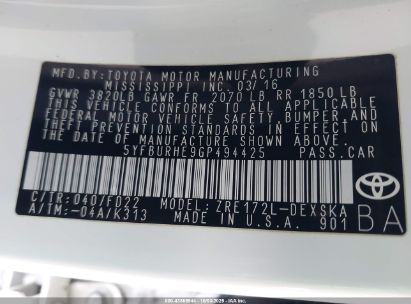 MFD.BY: TOYOTA MOTOR MANUFACTURING
MISSISSIPPI INC. 03/16
GVWR 3820LB GAWR FR 2070 LB RR 1850 LB
THIS VEHICLE CONFORMS TO ALL APPLICABLE
FEDERAL MOTOR VEHICLE SAFETY, BUMPER AND
THEFT PREVENTION STANDARDS IN EFFECT ON
THE DATE OF MANUFACTURE SHOWN ABOVE.
5YFBURHE9GP494425 PASS.CAR
C/TR: 040/FD22 MODEL: ZRE172L-DEXSKA
A/TM:-04A/K313 MADE IN U.S.A. 901
TOYOTA
BA